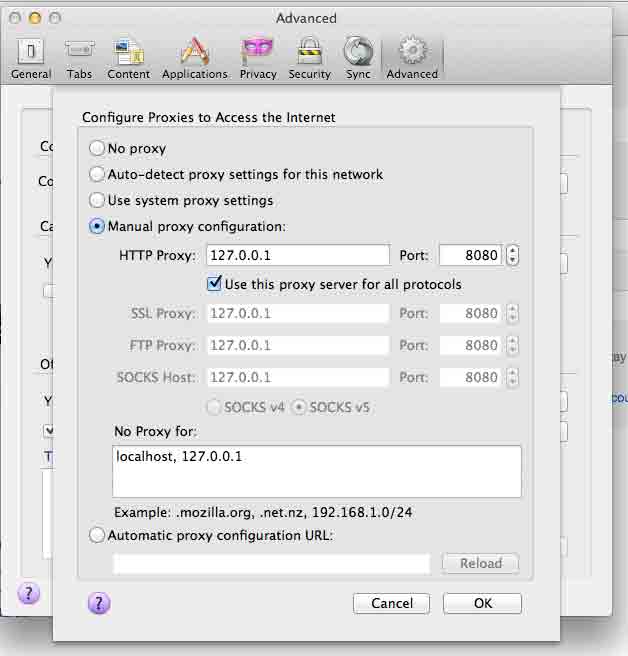 Advanced
General Tabs Content Applications Privacy Security Sync Advanced
Configure Proxies to Access the Internet
No proxy
Auto-detect proxy settings for this network
Use system proxy settings
Manual proxy configuration:
HTTP Proxy: 127.0.0.1 Port: 8080
Use this proxy server for all protocols
SSL Proxy: 127.0.0.1 Port: 8080
FTP Proxy: 127.0.0.1 Port: 8080
SOCKS Host: 127.0.0.1 Port: 8080
SOCKS v4 SOCKS v5
No Proxy for:
localhost, 127.0.0.1
Example: .mozilla.org, .net.nz, 192.168.1.0/24
Automatic proxy configuration URL:
Reload
? ? Cancel OK